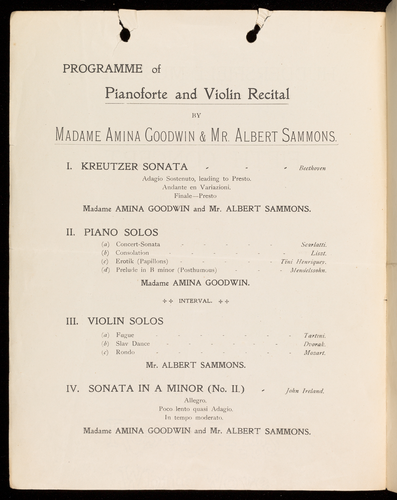 PROGRAMME of
Pianoforte and Violin Recital
BY
MADAME AMINA GOODWIN & MR. ALBERT SAMMONS.
I. KREUTZER SONATA - - - Beethoven
Adagio Sostenuto, leading to Presto.
Andante en Variazioni.
Finale—Presto
Madame AMINA GOODWIN and Mr. ALBERT SAMMONS.
II. PIANO SOLOS
(a) Concert-Sonata - - - - - - Scarlatti.
(b) Consolation - - - - - - Liszt.
(c) Erotik (Papillons) - - - - Tini Henriques.
(d) Prelude in B minor (Posthumous) - - - Mendelssohn.
Madame AMINA GOODWIN.
++ INTERVAL. ++
III. VIOLIN SOLOS
(a) Fugue - - - - - - Tartini.
(b) Slav Dance - - - - - - Dvorak.
(c) Rondo - - - - - - Mozart.
Mr. ALBERT SAMMONS.
IV. SONATA IN A MINOR (No. II.) - John Ireland.
Allegro.
Poco lento quasi Adagio.
In tempo moderato.
Madame AMINA GOODWIN and Mr. ALBERT SAMMONS.